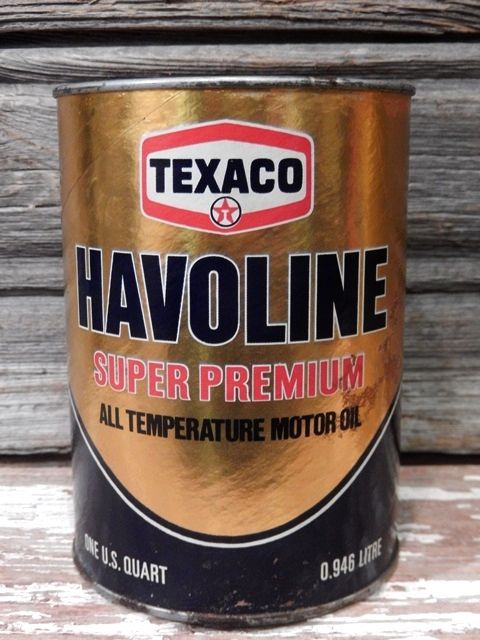 TEXACO
T
HAVOLINE
SUPER PREMIUM
ALL TEMPERATURE MOTOR OIL
ONE U.S. QUART
0.946 LITRE